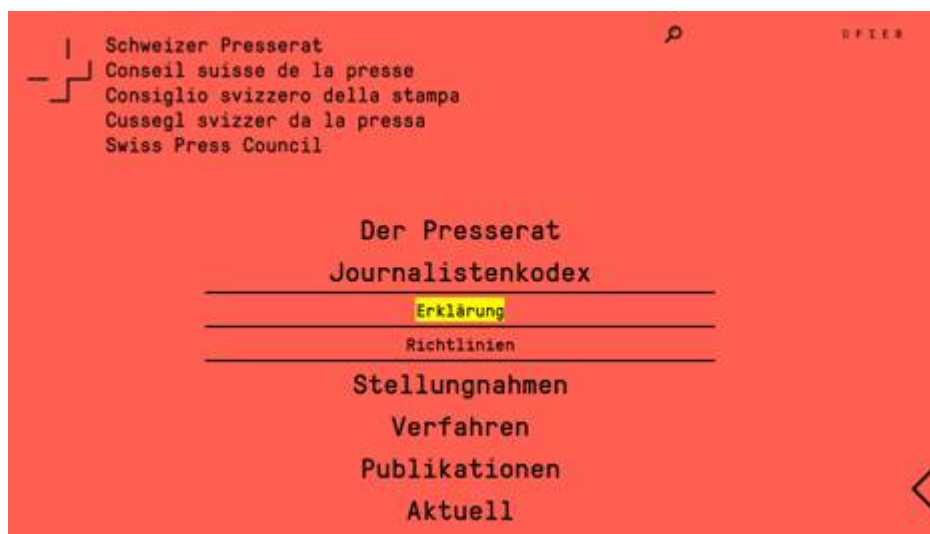 Schweizer Presserat
Conseil suisse de la presse
Consiglio svizzero della stampa
Cussegl svizzer da la pressa
Swiss Press Council
Der Presserat
Journalistenkodex
Erklärung
Richtlinien
Stellungnahmen
Verfahren
Publikationen
Aktuell